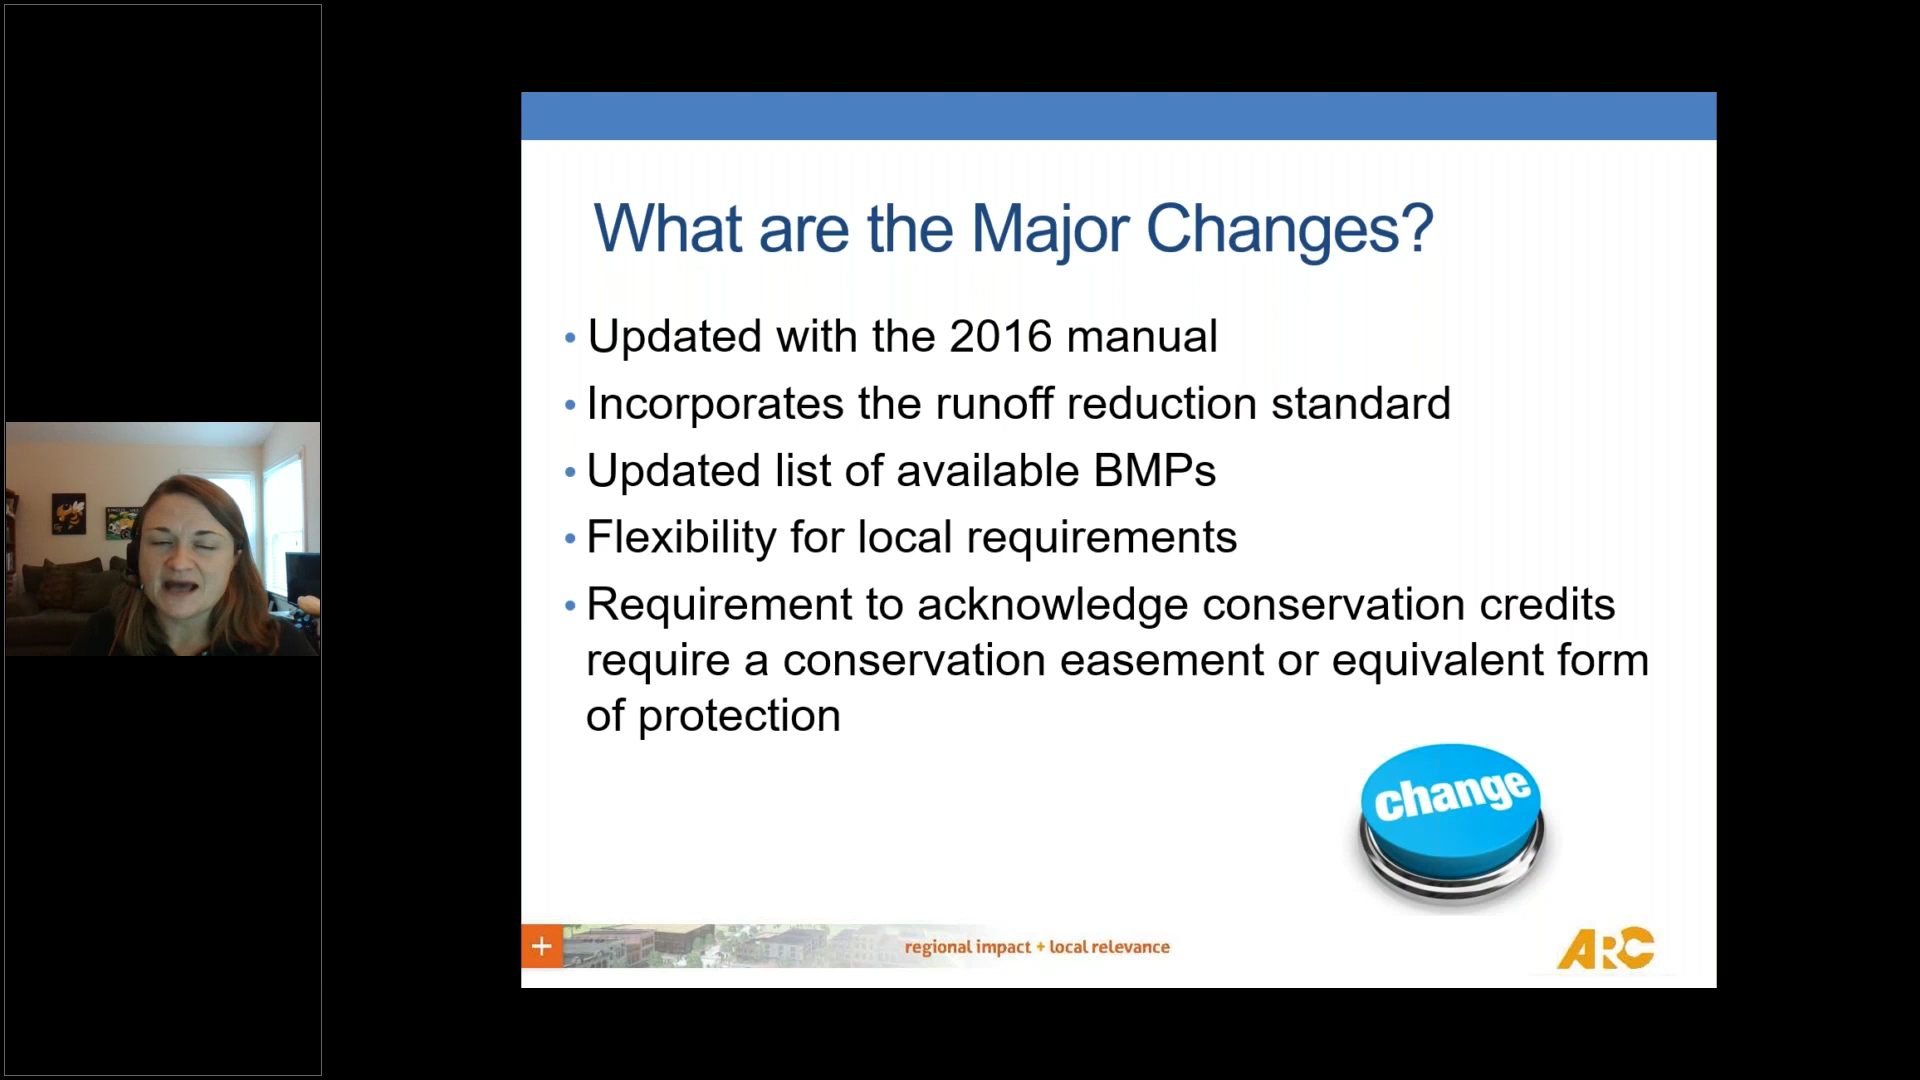 What are the Major Changes?
• Updated with the 2016 manual
• Incorporates the runoff reduction standard
• Updated list of available BMPs
• Flexibility for local requirements
• Requirement to acknowledge conservation credits
require a conservation easement or equivalent form
of protection
change
+
regional impact + local relevance
ARC